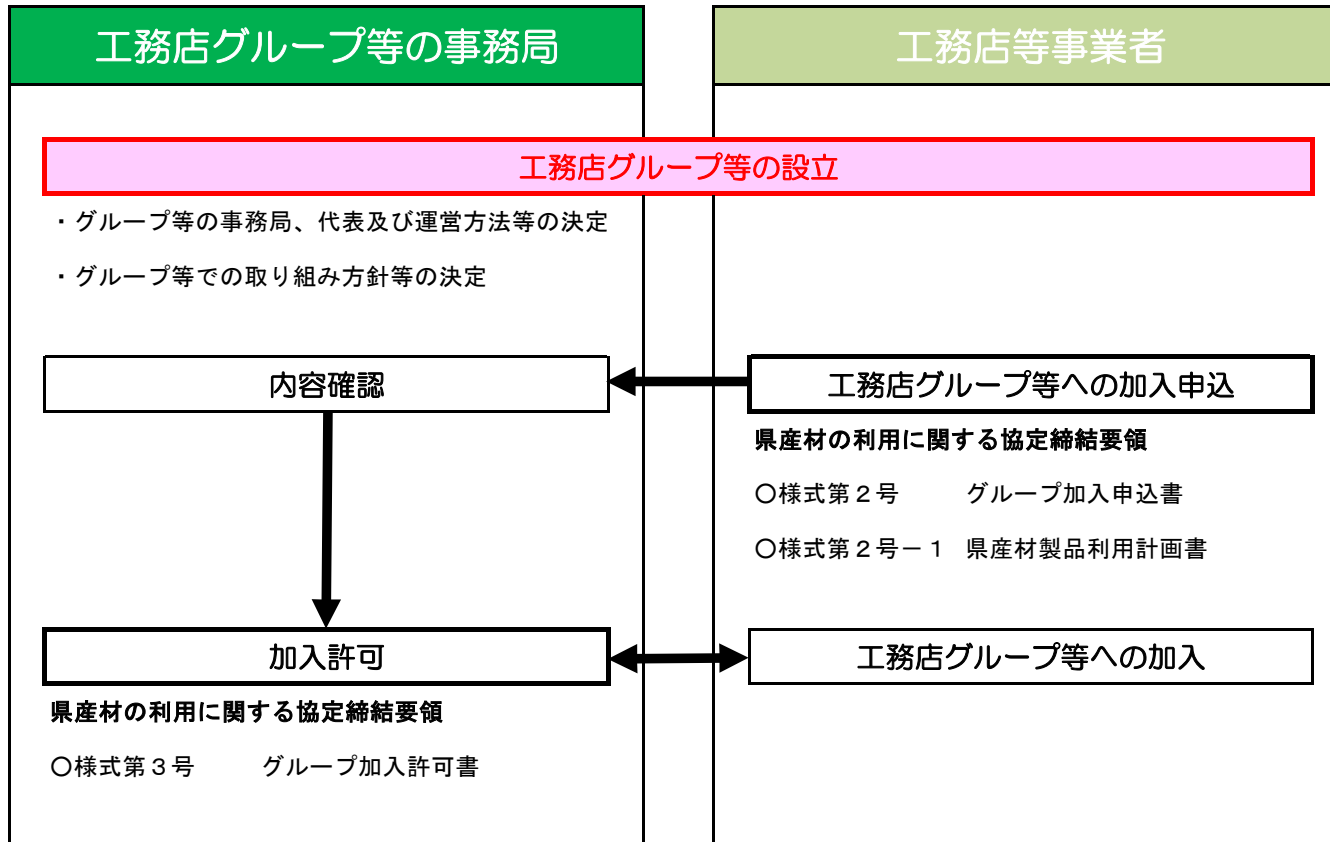 工務店グループ等の事務局
工務店等事業者
工務店グループ等の設立
・グループ等の事務局、代表及び運営方法等の決定
・グループ等での取り組み方針等の決定
内容確認
工務店グループ等への加入申込
県産材の利用に関する協定締結要領
〇様式第２号　　　グループ加入申込書
〇様式第２号－１　県産材製品利用計画書
加入許可
工務店グループ等への加入
県産材の利用に関する協定締結要領
〇様式第３号　　　グループ加入許可書